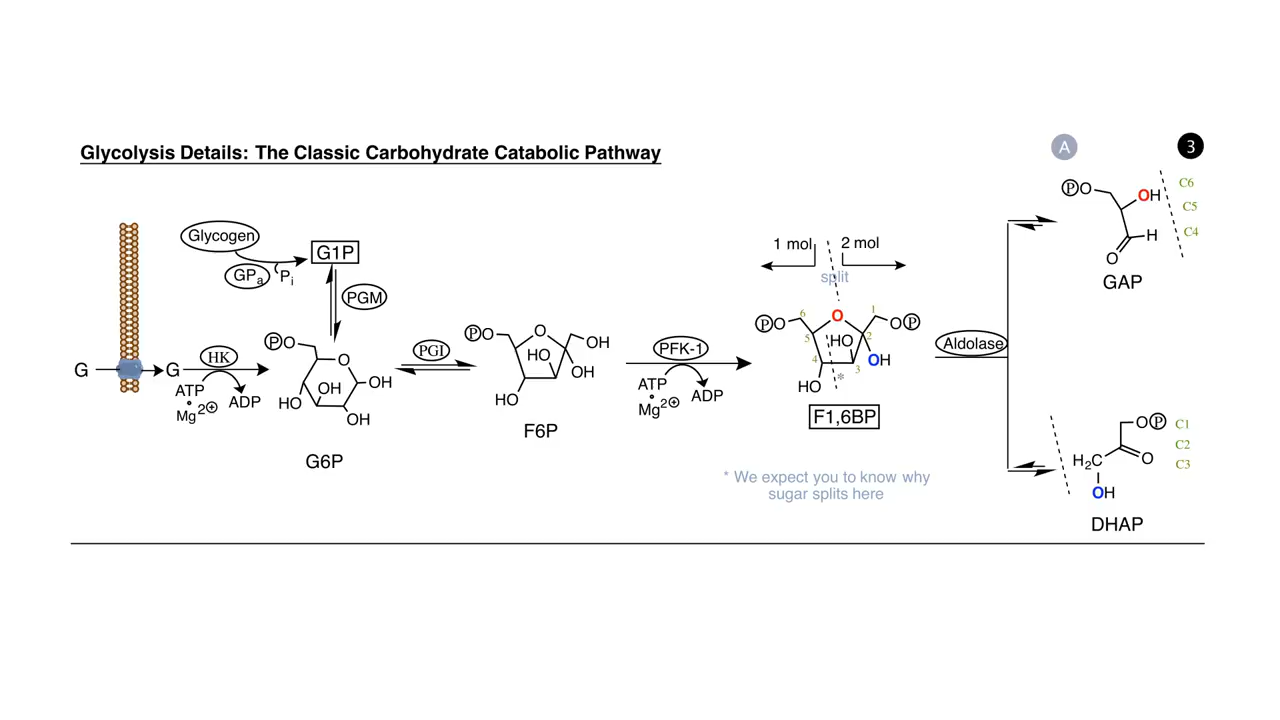 Glycolysis Details: The Classic Carbohydrate Catabolic Pathway
A
3
G
G
HK
ATP
Mg2⊕
ADP
Glycogen
GPa
Pi
G1P
PGM
P O
O
OH
OH
HO
OH
G6P
PGI
P O
O
OH
HO
OH
HO
F6P
PFK-1
ATP
Mg2⊕
ADP
1 mol
2 mol
split
P O
6
O
1
O P
5
HO
2
OH
4
3
HO
*
F1,6BP
* We expect you to know why
sugar splits here
Aldolase
P O
OH
H
O
C6
C5
C4
GAP
O P
H2C
O
OH
C1
C2
C3
DHAP